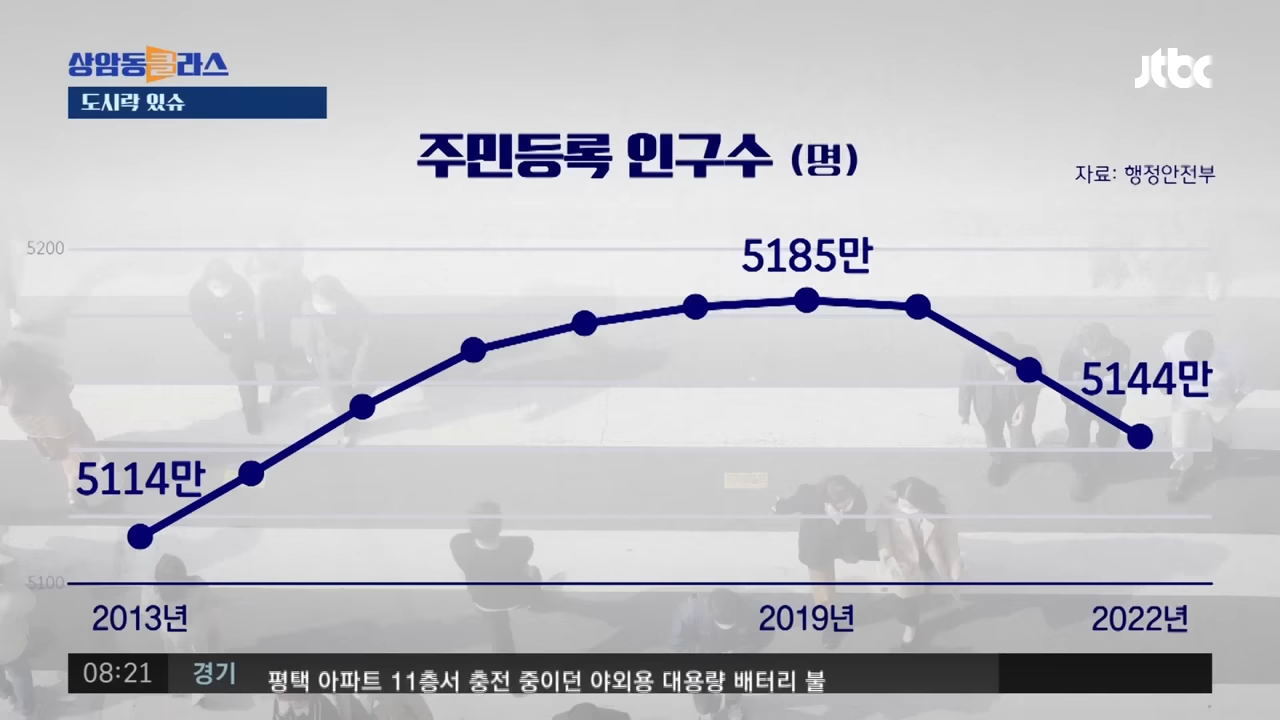 상암동클라스
jtbc
도시락 있슈
주민등록 인구수 (명)
자료: 행정안전부
5200
5185만
5144만
5114만
5100
2013년
2019년
2022년
08:21 경기 평택 아파트 11층서 충전 중이던 야외용 대용량 배터리 불